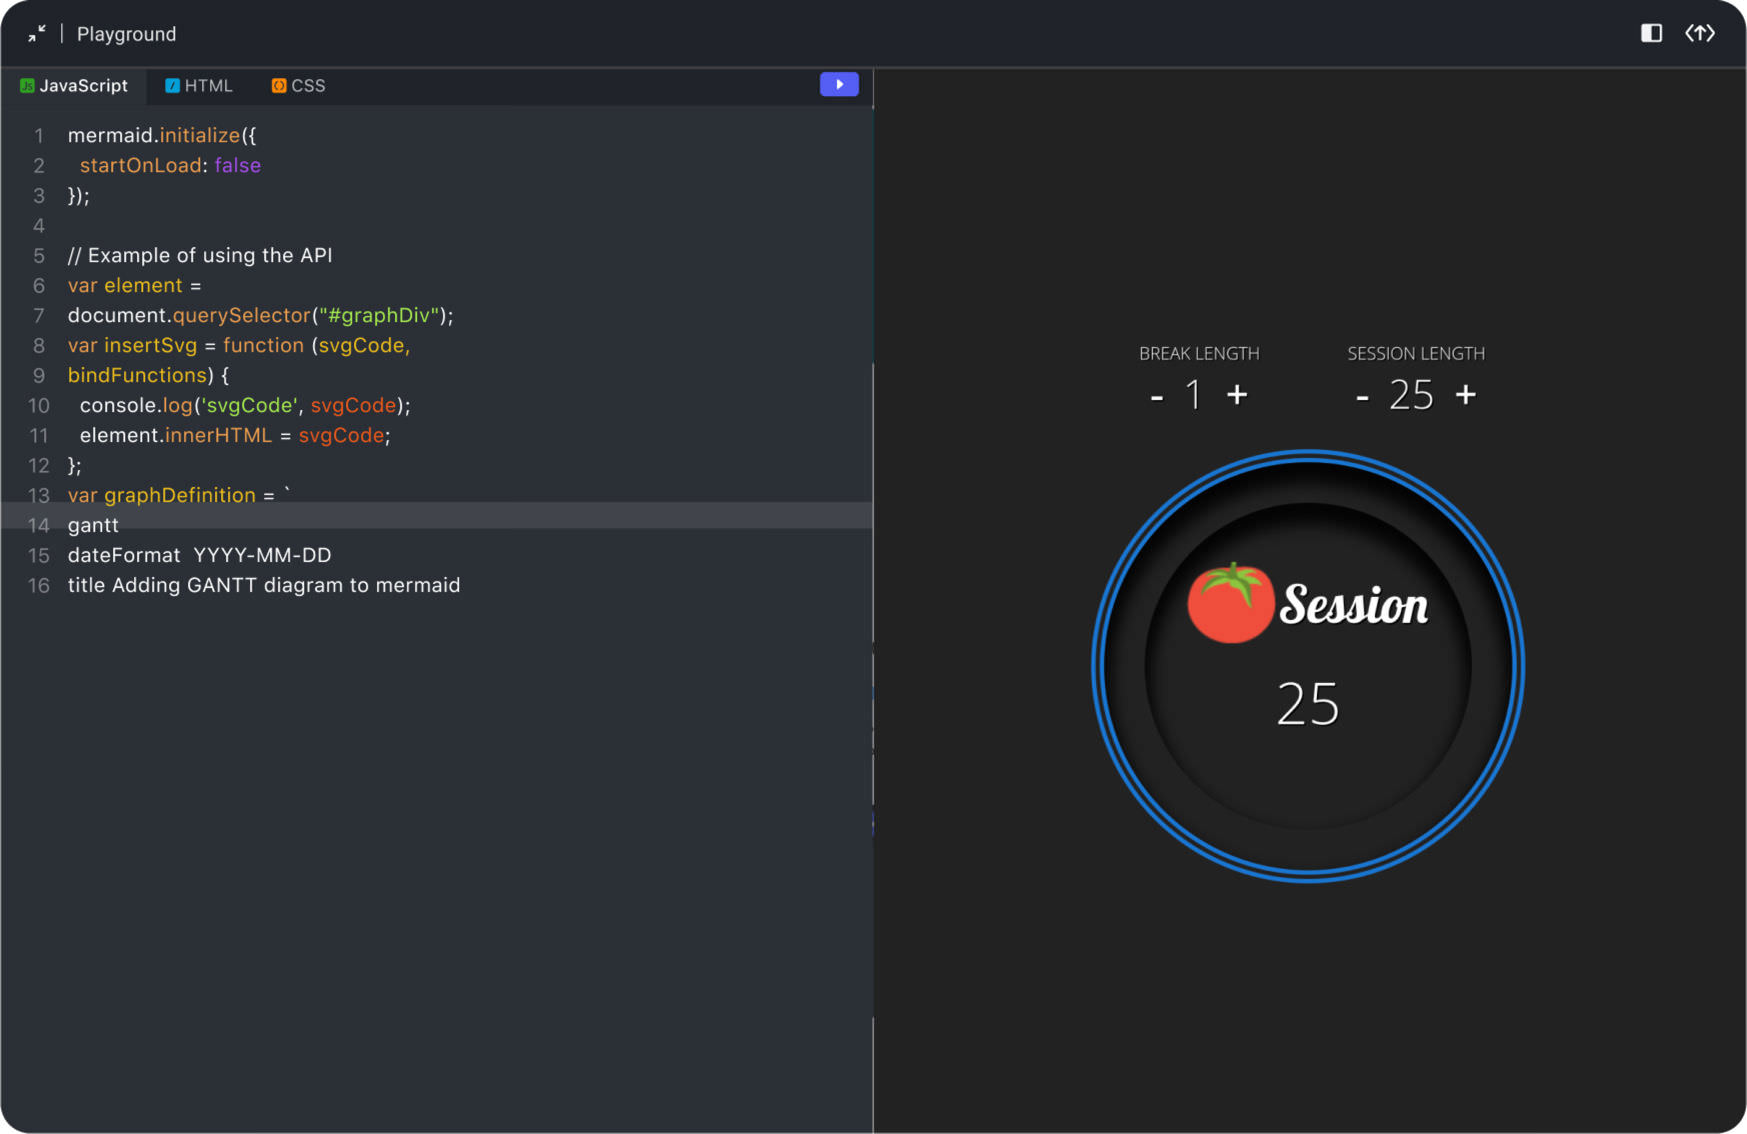 Playground
JavaScript HTML CSS
1 mermaid.initialize({
2 startOnLoad: false
3 });
4
5 // Example of using the API
6 var element =
7 document.querySelector("#graphDiv");
8 var insertSvg = function (svgCode,
9 bindFunctions) {
10 console.log('svgCode', svgCode);
11 element.innerHTML = svgCode;
12 };
13 var graphDefinition = `
14 gantt
15 dateFormat  YYYY-MM-DD
16 title Adding GANTT diagram to mermaid
BREAK LENGTH
- 1 +
SESSION LENGTH
- 25 +
Session
25